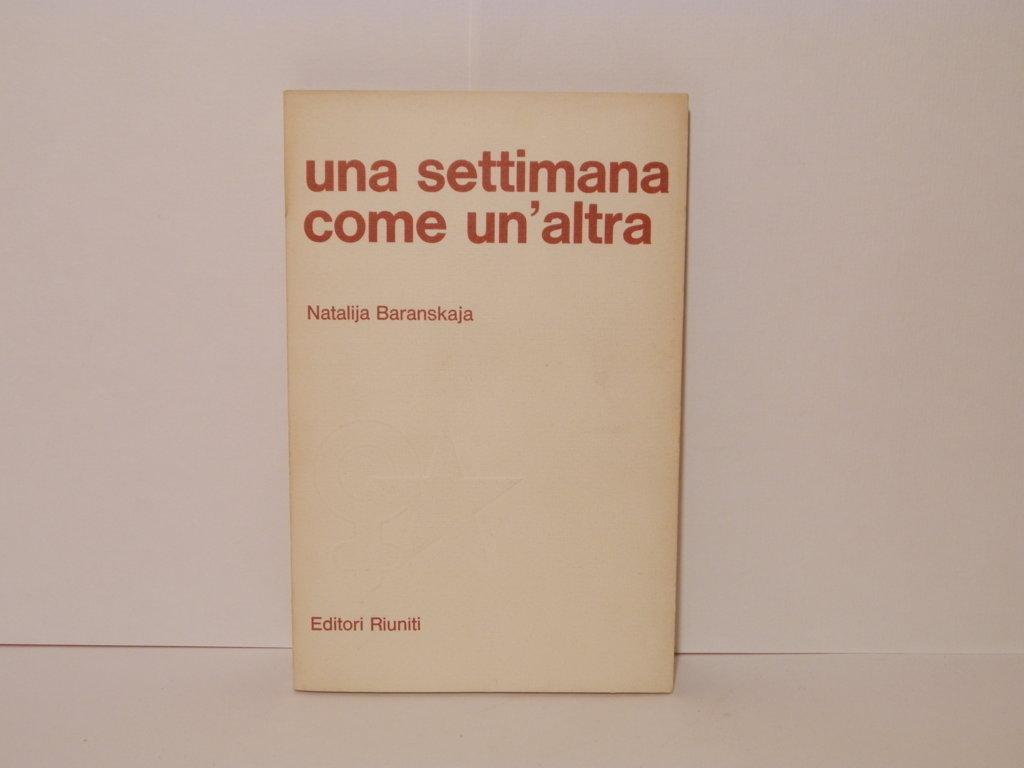 una settimana
come un'altra
Natalija Baranskaja
Editori Riuniti